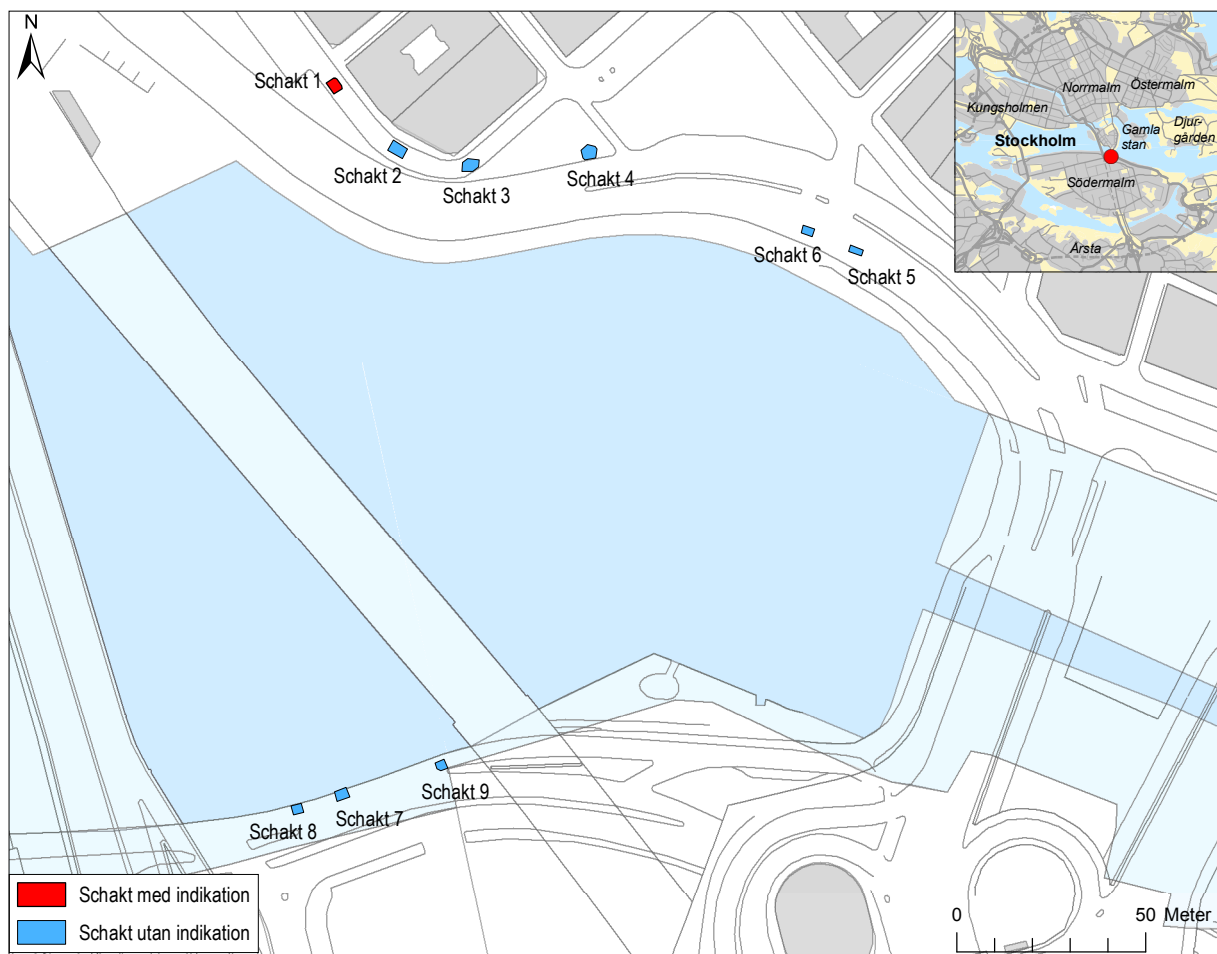 N
Schakt 1
Schakt 2
Schakt 3
Schakt 4
Schakt 6
Schakt 5
Norrmalm
Östermalm
Kungsholmen
Djur-
gården
Gamla
stan
Stockholm
Södermalm
Årsta
Schakt 9
Schakt 7
Schakt 8
Schakt med indikation
Schakt utan indikation
0 50 Meter